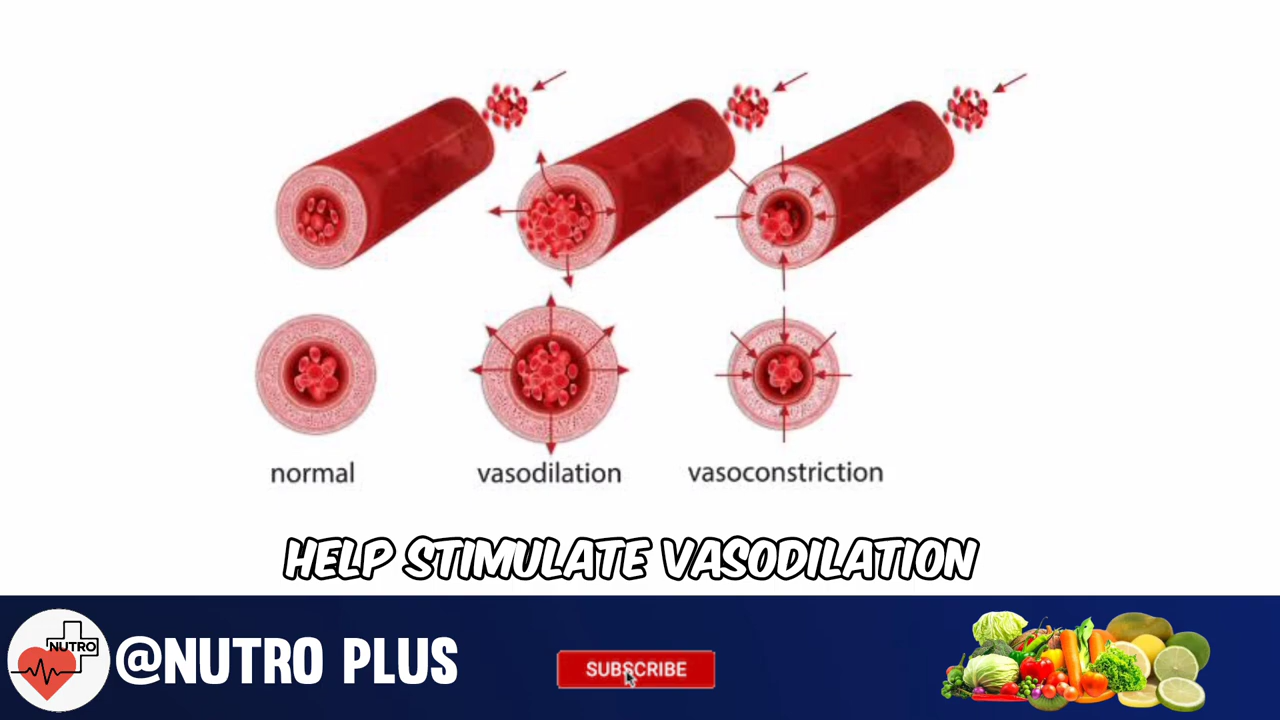 normal
vasodilation
vasoconstriction
HELP STIMULATE VASODILATION
NUTRO
@NUTRO PLUS
SUBSCRIBE